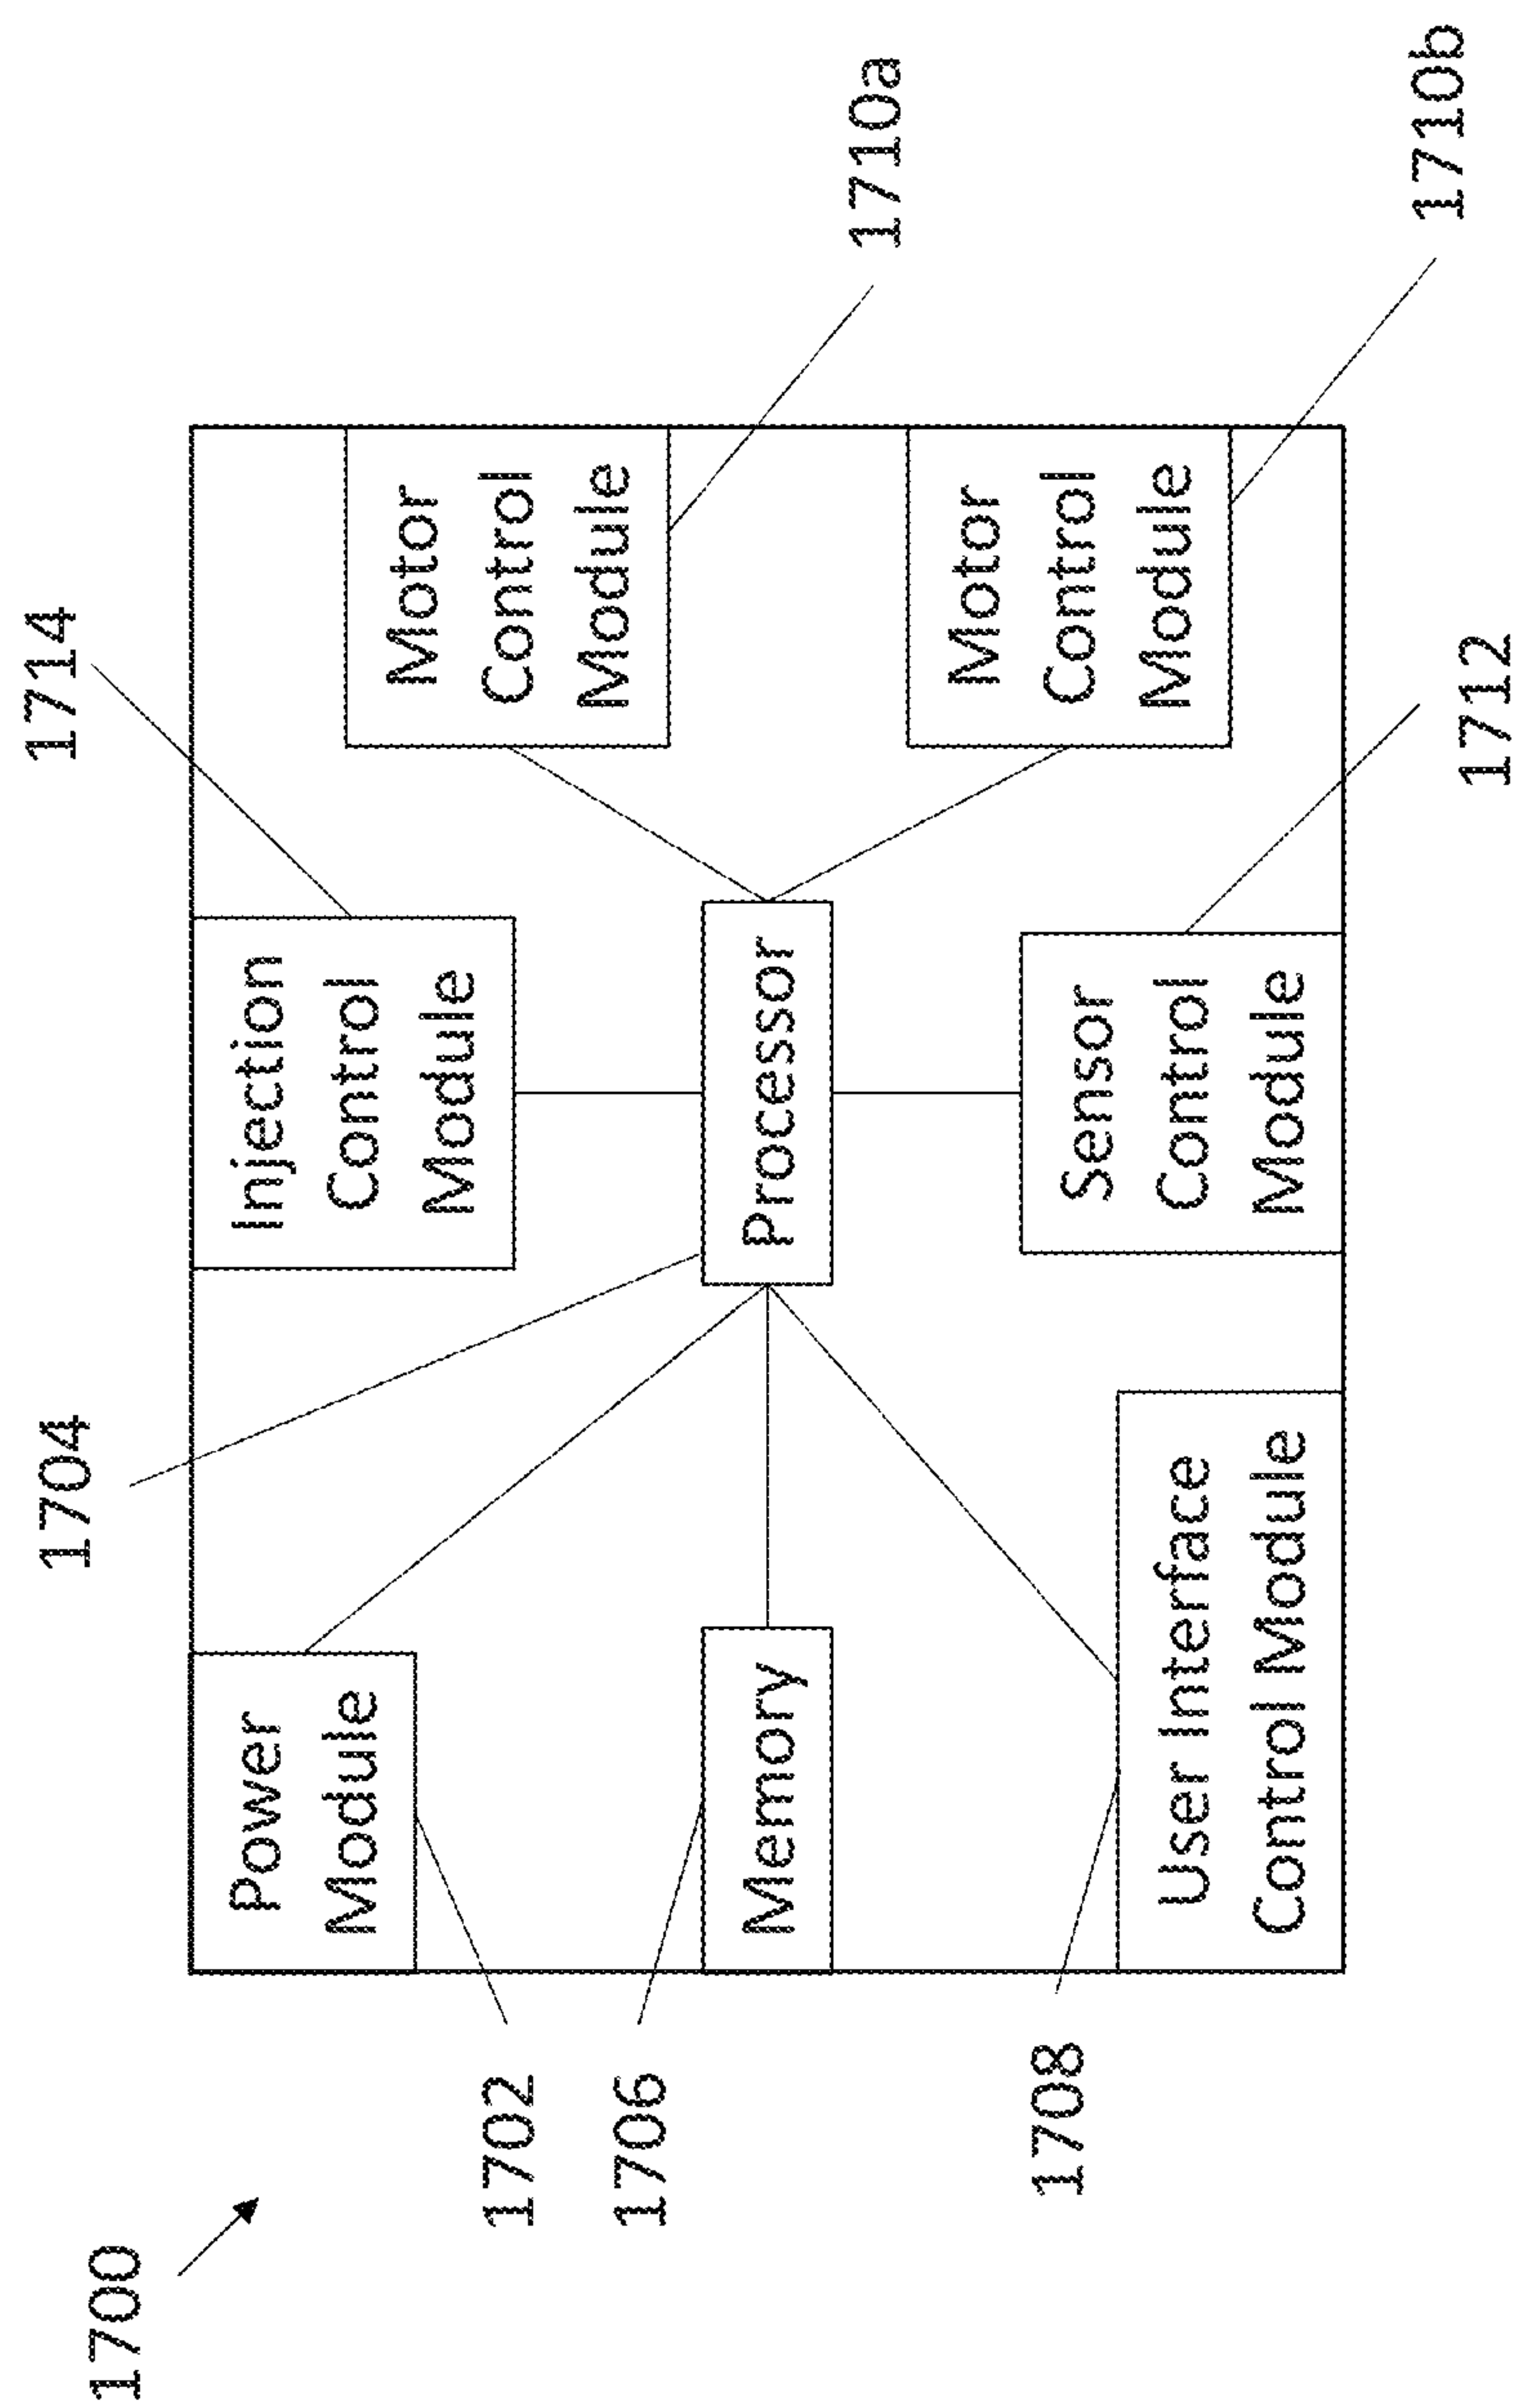 1700
1704
1714
Power
Module
Injection
Control
Module
Motor
Control
Module
1702
1710a
1706
Memory
Processor
1708
User Interface
Control Module
Sensor
Control
Module
Motor
Control
Module
1712
1710b